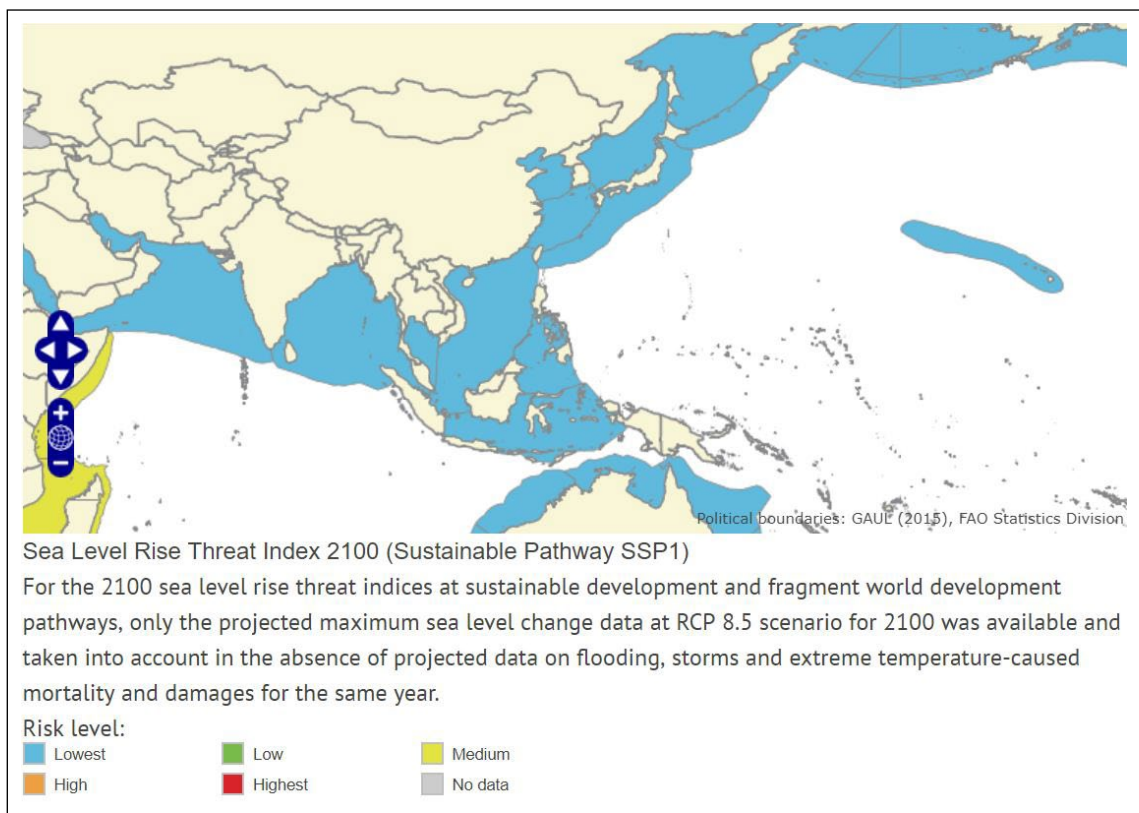 Political boundaries: GAUL (2015), FAO Statistics Division
Sea Level Rise Threat Index 2100 (Sustainable Pathway SSP1)
For the 2100 sea level rise threat indices at sustainable development and fragment world development
pathways, only the projected maximum sea level change data at RCP 8.5 scenario for 2100 was available and
taken into account in the absence of projected data on flooding, storms and extreme temperature-caused
mortality and damages for the same year.
Risk level:
Lowest Low Medium
High Highest No data